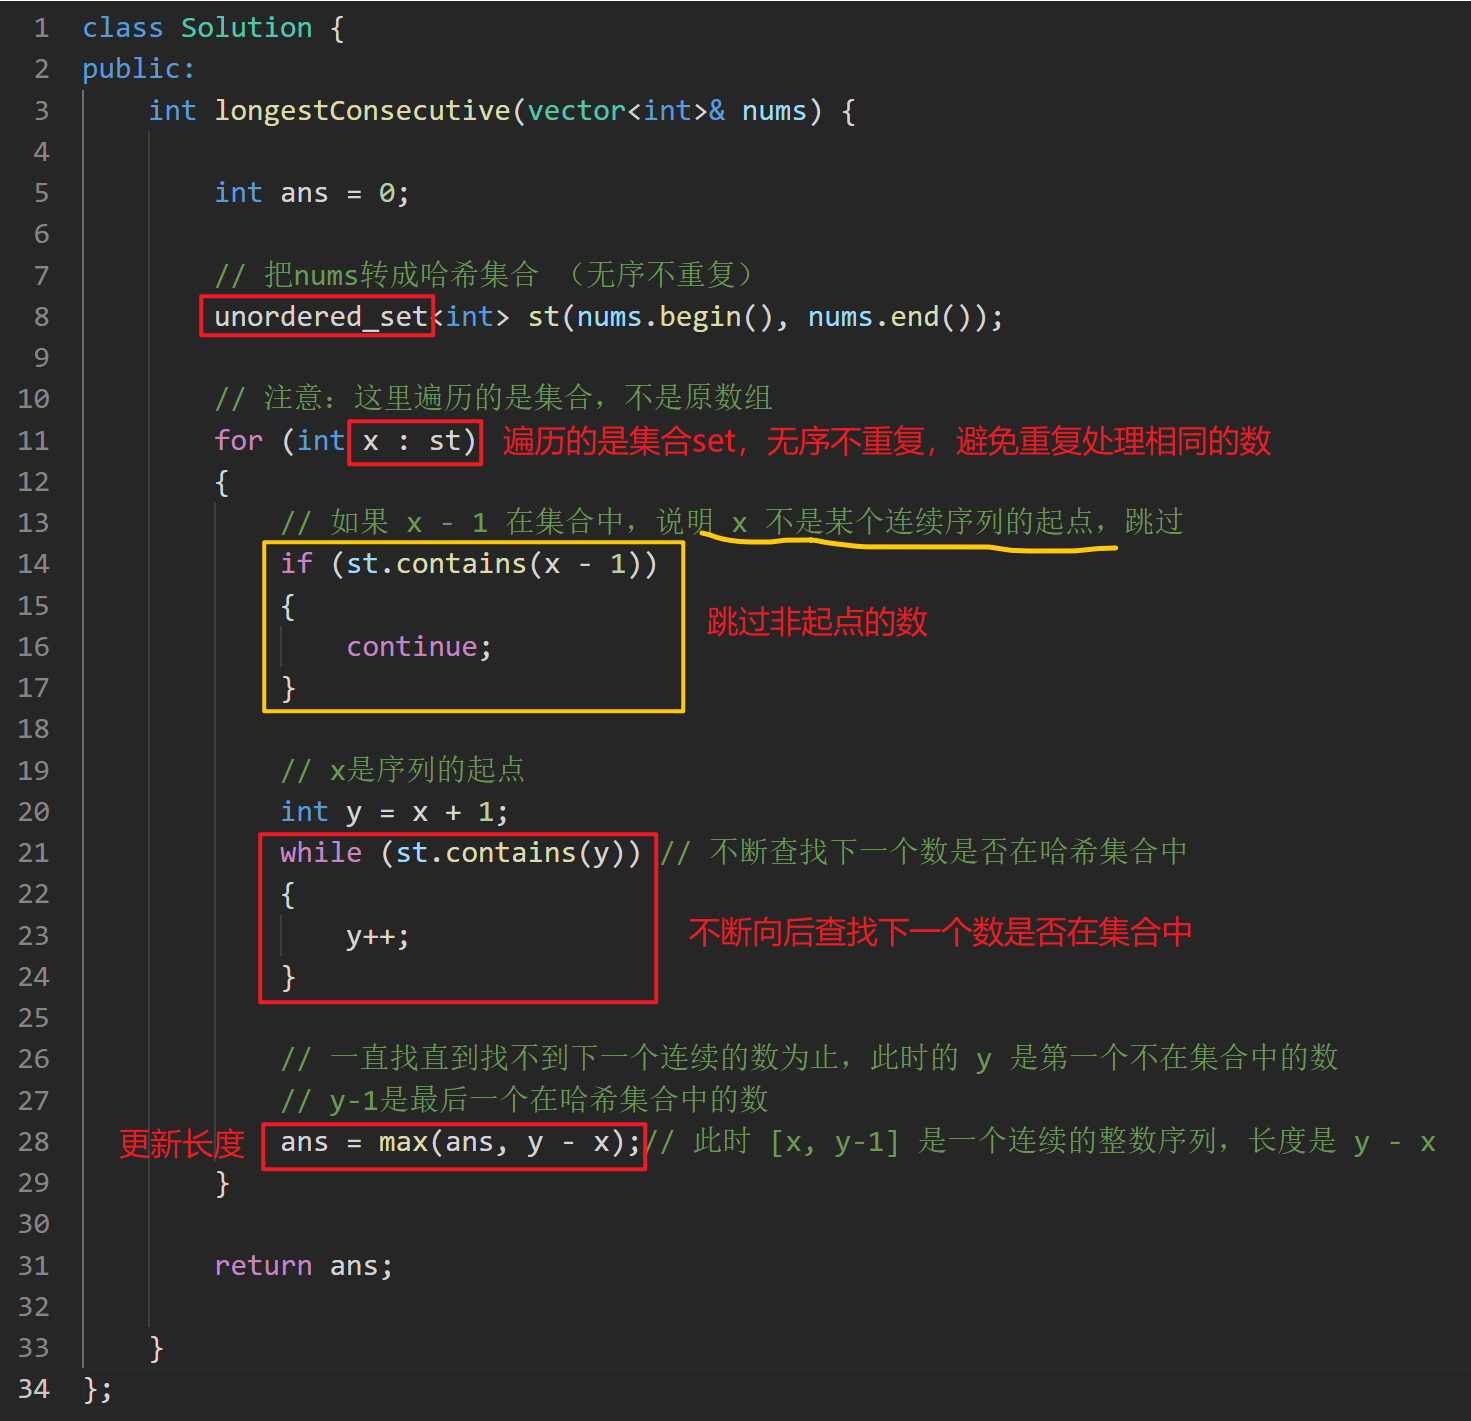 1 class Solution {
2 public:
3 int longestConsecutive(vector<int>& nums) {
4
5 int ans = 0;
6
7 // 把nums转成哈希集合 （无序不重复）
8 unordered_set<int> st(nums.begin(), nums.end());
9
10 // 注意：这里遍历的是集合，不是原数组
11 for (int x : st) 遍历的是集合set，无序不重复，避免重复处理相同的数
12 {
13 // 如果 x - 1 在集合中，说明 x 不是某个连续序列的起点，跳过
14 if (st.contains(x - 1))
15 {
跳过非起点的数
16 continue;
17 }
18
19 // x是序列的起点
20 int y = x + 1;
21 while (st.contains(y)) // 不断查找下一个数是否在哈希集合中
22 {
23 y++; 不断向后查找下一个数是否在集合中
24 }
25
26 // 一直找直到找不到下一个连续的数为止，此时的 y 是第一个不在集合中的数
27 // y-1是最后一个在哈希集合中的数
28 更新长度 ans = max(ans, y - x);// 此时 [x, y-1] 是一个连续的整数序列，长度是 y - x
29 }
30
31 return ans;
32
33 }
34 };